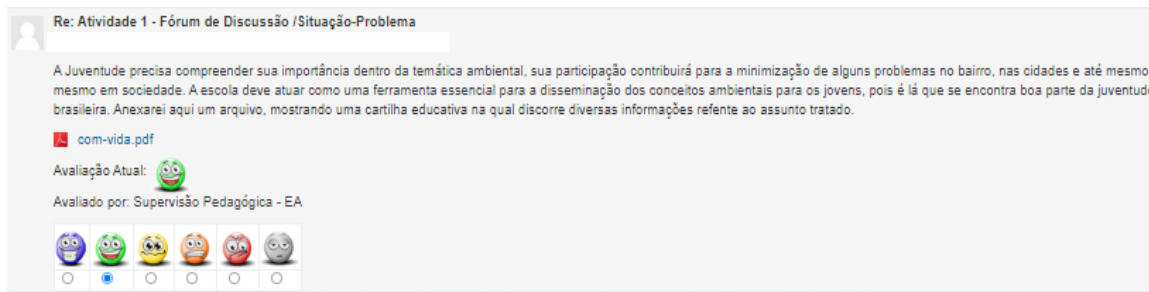 Re: Atividade 1 - Fórum de Discussão /Situação-Problema
A Juventude precisa compreender sua importância dentro da temática ambiental, sua participação contribuirá para a minimização de alguns problemas no bairro, nas cidades e até mesmo
mesmo em sociedade. A escola deve atuar como uma ferramenta essencial para a disseminação dos conceitos ambientais para os jovens, pois é lá que se encontra boa parte da juventude
brasileira. Anexarei aqui um arquivo, mostrando uma cartilha educativa na qual discorre diversas informações refente ao assunto tratado.
com-vida.pdf
Avaliação Atual:
Avaliado por: Supervisão Pedagógica - EA